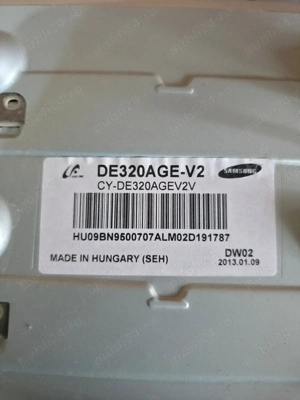 DE320AGE-V2
SAMSUNG
CY-DE320AGEV2V
HU09BN9500707ALM02D191787
DW02
MADE IN HUNGARY (SEH)
2013.01.09